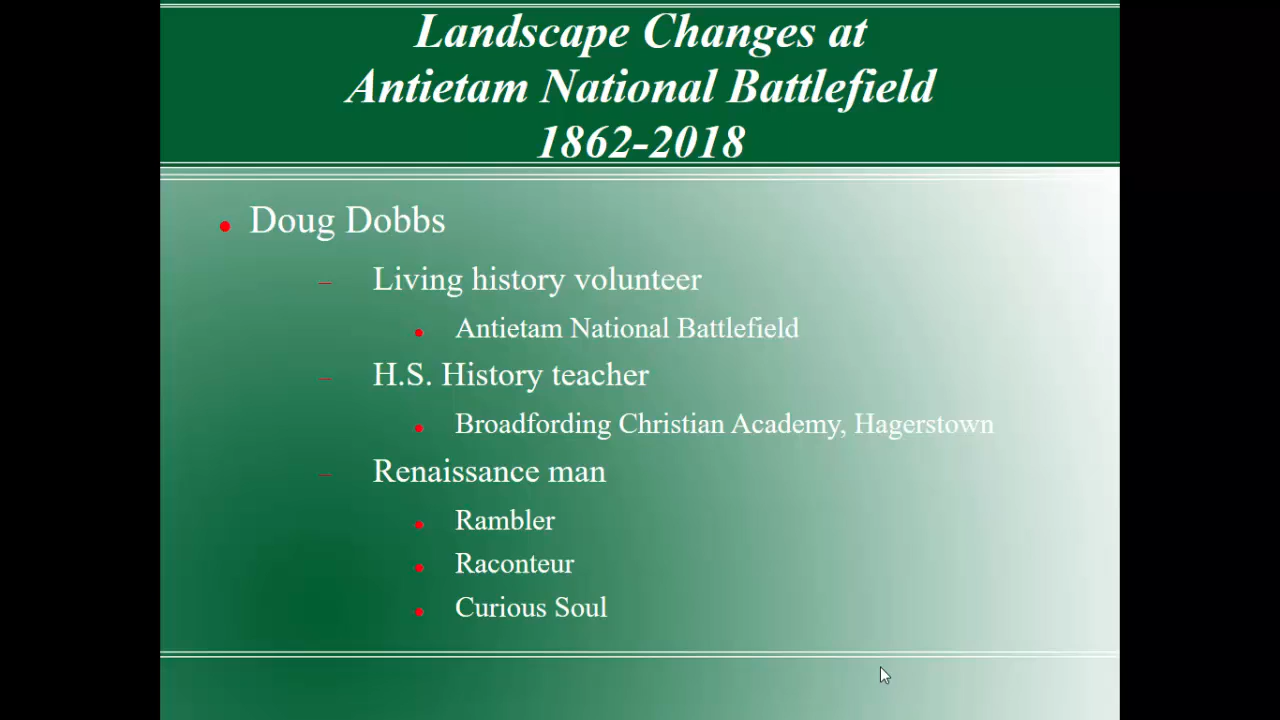 Landscape Changes at
Antietam National Battlefield
1862-2018
Doug Dobbs
Living history volunteer
Antietam National Battlefield
H.S. History teacher
Broadfording Christian Academy, Hagerstown
Renaissance man
Rambler
Raconteur
Curious Soul